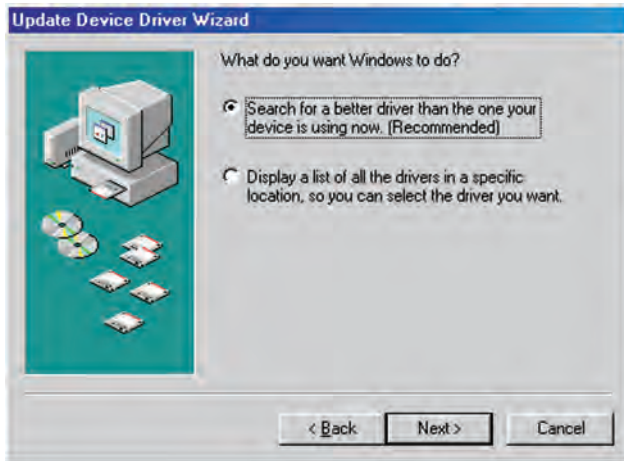 Update Device Driver Wizard
What do you want Windows to do?
Search for a better driver than the one your
device is using now. (Recommended)
Display a list of all the drivers in a specific
location, so you can select the driver you want.
< Back
Next >
Cancel